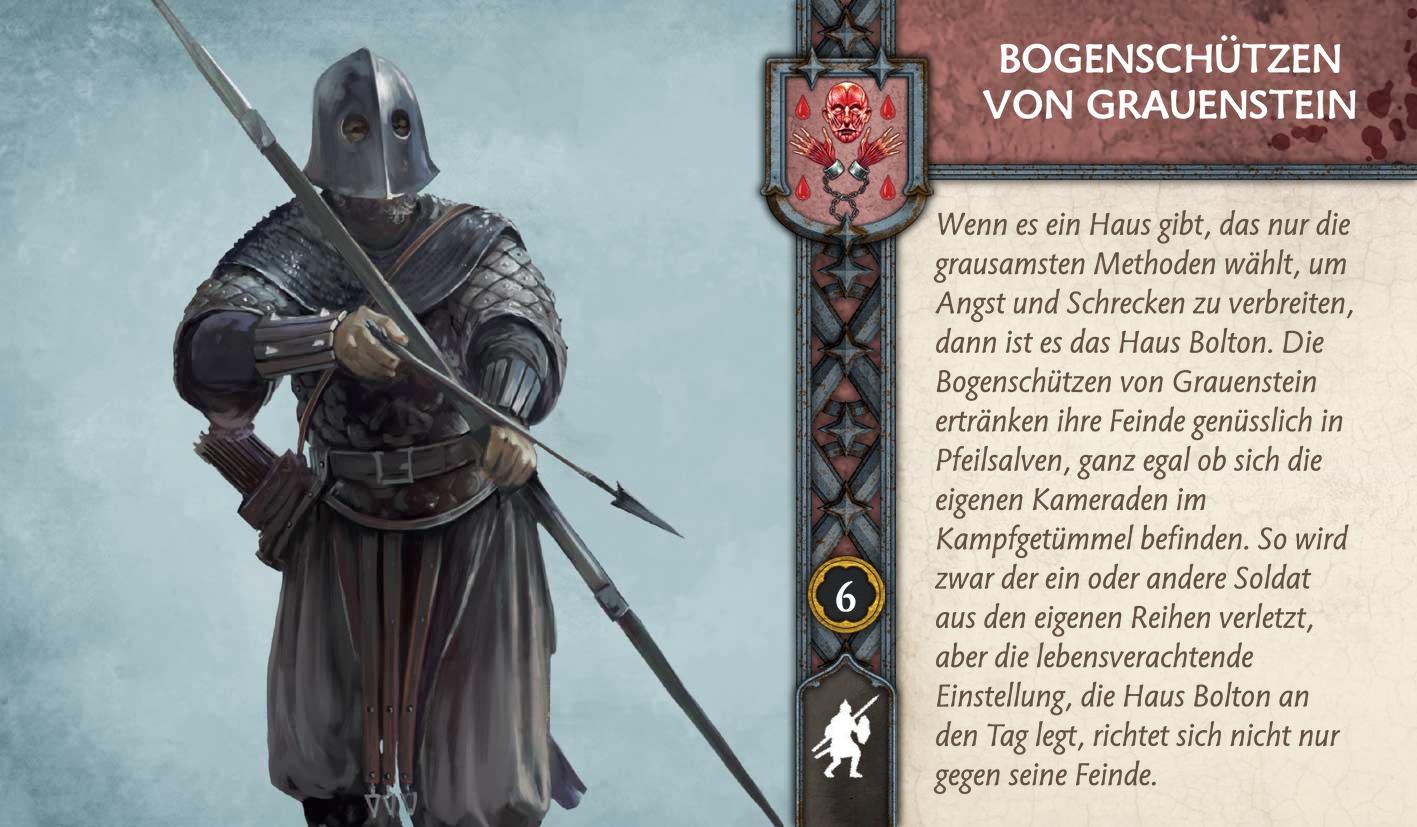 BOGENSCHÜTZEN
VON GRAUENSTEIN
Wenn es ein Haus gibt, das nur die
grausamsten Methoden wählt, um
Angst und Schrecken zu verbreiten,
dann ist es das Haus Bolton. Die
Bogenschützen von Grauenstein
ertränken ihre Feinde genüsslich in
Pfeilsalven, ganz egal ob sich die
eigenen Kameraden im
Kampfgetümmel befinden. So wird
zwar der ein oder andere Soldat
aus den eigenen Reihen verletzt,
aber die lebensverachtende
Einstellung, die Haus Bolton an
den Tag legt, richtet sich nicht nur
gegen seine Feinde.
6